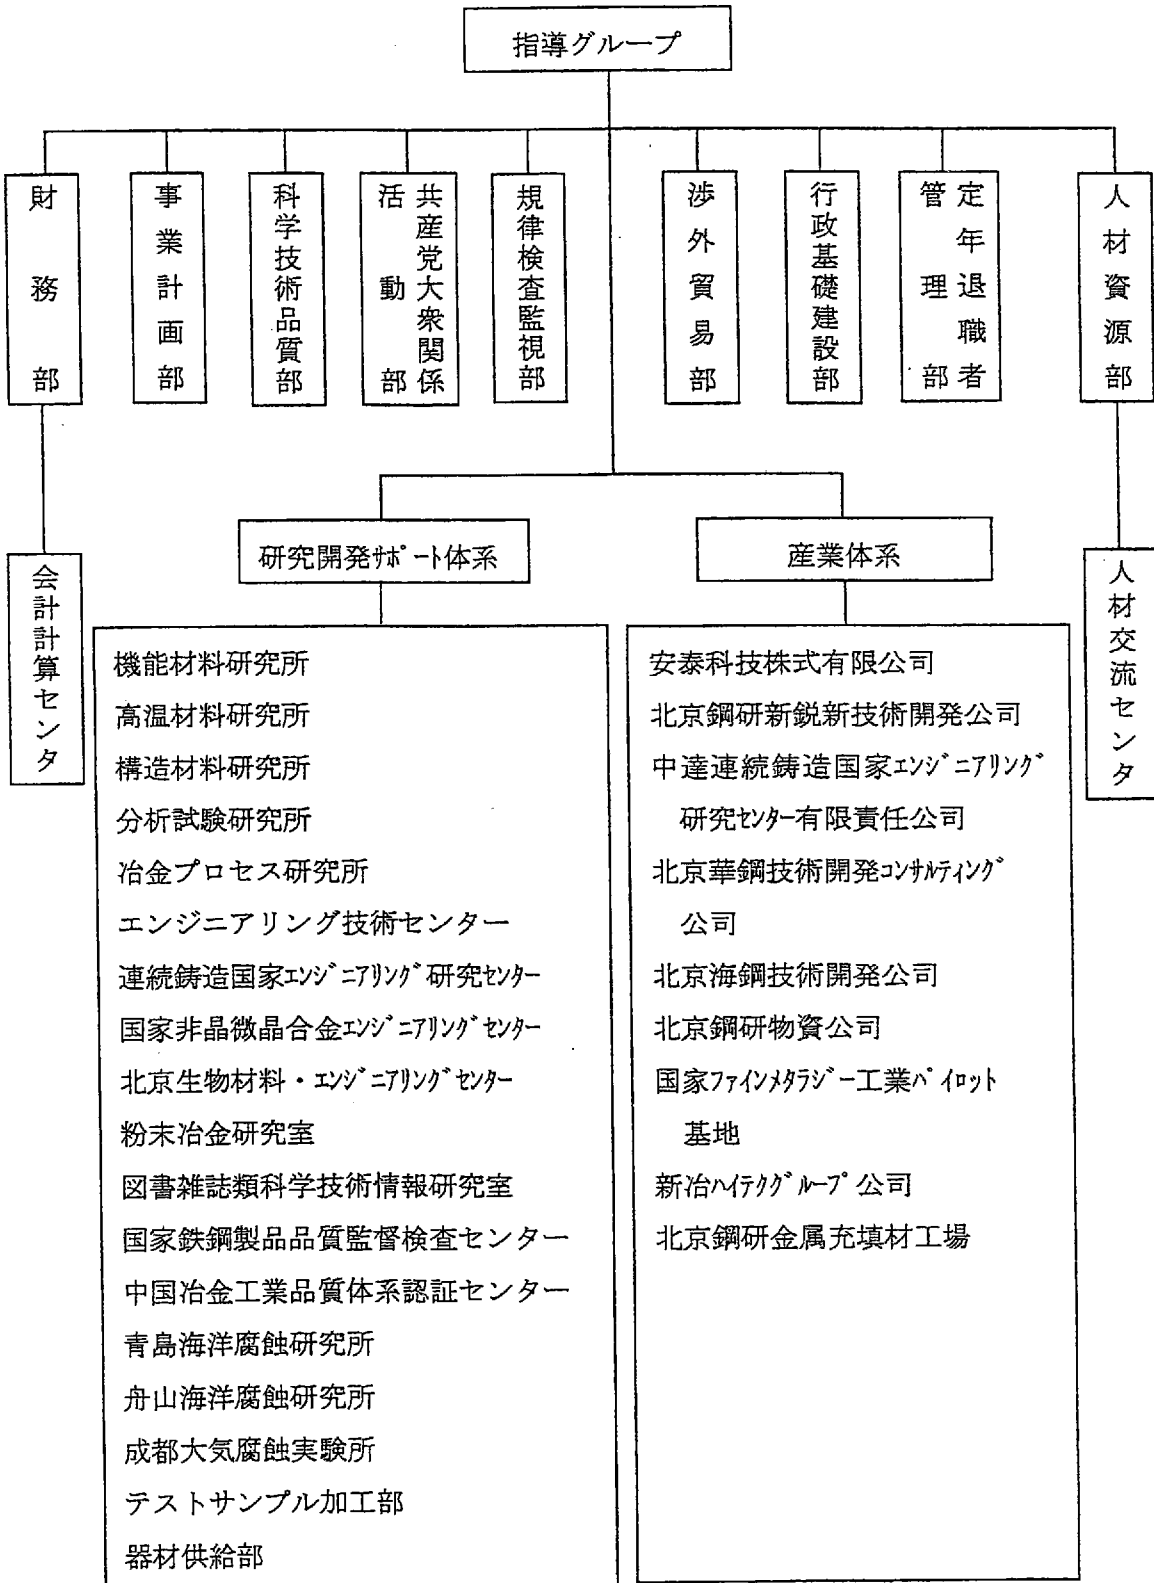 指導グループ
財務部
事業計画部
科学技術品質部
共産党大衆関係
活動部
規律検査監視部
渉外貿易部
行政基礎建設部
定年退職者
管理部
人材資源部
会計計算センタ
人材交流センタ
研究開発ｻﾎﾟｰﾄ体系
産業体系
機能材料研究所
高温材料研究所
構造材料研究所
分析試験研究所
冶金プロセス研究所
エンジニアリング技術センター
連続鋳造国家ｴﾝｼﾞﾆｱﾘﾝｸﾞ研究ｾﾝﾀｰ
国家非晶微晶合金ｴﾝｼﾞﾆｱﾘﾝｸﾞｾﾝﾀｰ
北京生物材料・ｴﾝｼﾞﾆｱﾘﾝｸﾞｾﾝﾀｰ
粉末冶金研究室
図書雑誌類科学技術情報研究室
国家鉄鋼製品品質監督検査センター
中国冶金工業品質体系認証センター
青島海洋腐蝕研究所
舟山海洋腐蝕研究所
成都大気腐蝕実験所
テストサンプル加工部
器材供給部
安泰科技株式有限公司
北京鋼研新鋭新技術開発公司
中達連続鋳造国家ｴﾝｼﾞﾆｱﾘﾝｸﾞ
研究ｾﾝﾀｰ有限責任公司
北京華鋼技術開発ｺﾝｻﾙﾃｨﾝｸﾞ
公司
北京海鋼技術開発公司
北京鋼研物資公司
国家ﾌｧｲﾝﾒﾀﾗｼﾞｰ工業ﾊﾟｲﾛｯﾄ
基地
新冶ﾊｲﾃｸｸﾞﾙｰﾌﾟ公司
北京鋼研金属充填材工場